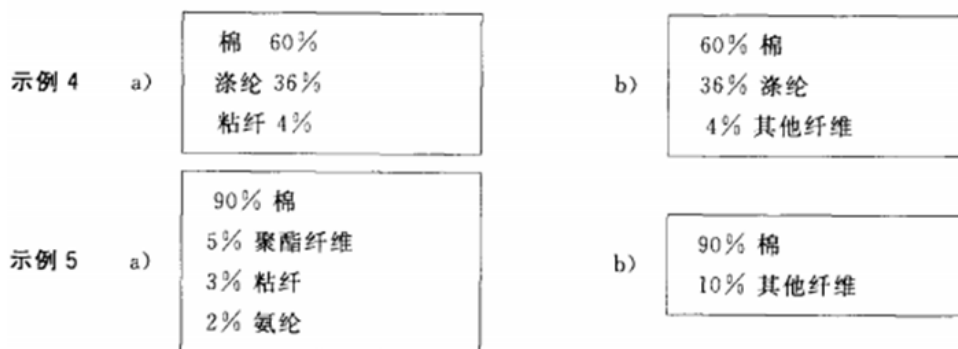 示例 4
a)
棉 60%
涤纶 36%
粘纤 4%
b)
60% 棉
36% 涤纶
4% 其他纤维
示例 5
a)
90% 棉
5% 聚酯纤维
3% 粘纤
2% 氨纶
b)
90% 棉
10% 其他纤维